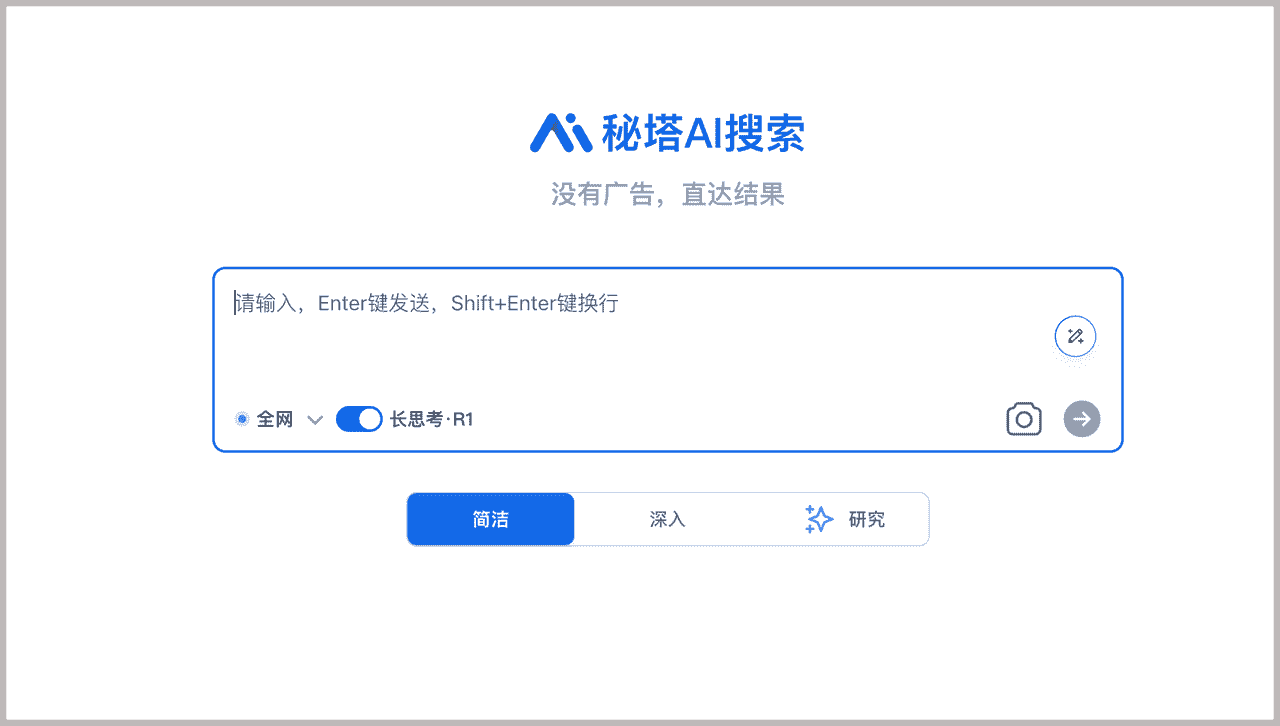 秘塔AI搜索
没有广告，直达结果
请输入，Enter键发送，Shift+Enter键换行
全网 长思考·R1
简洁 深入 研究